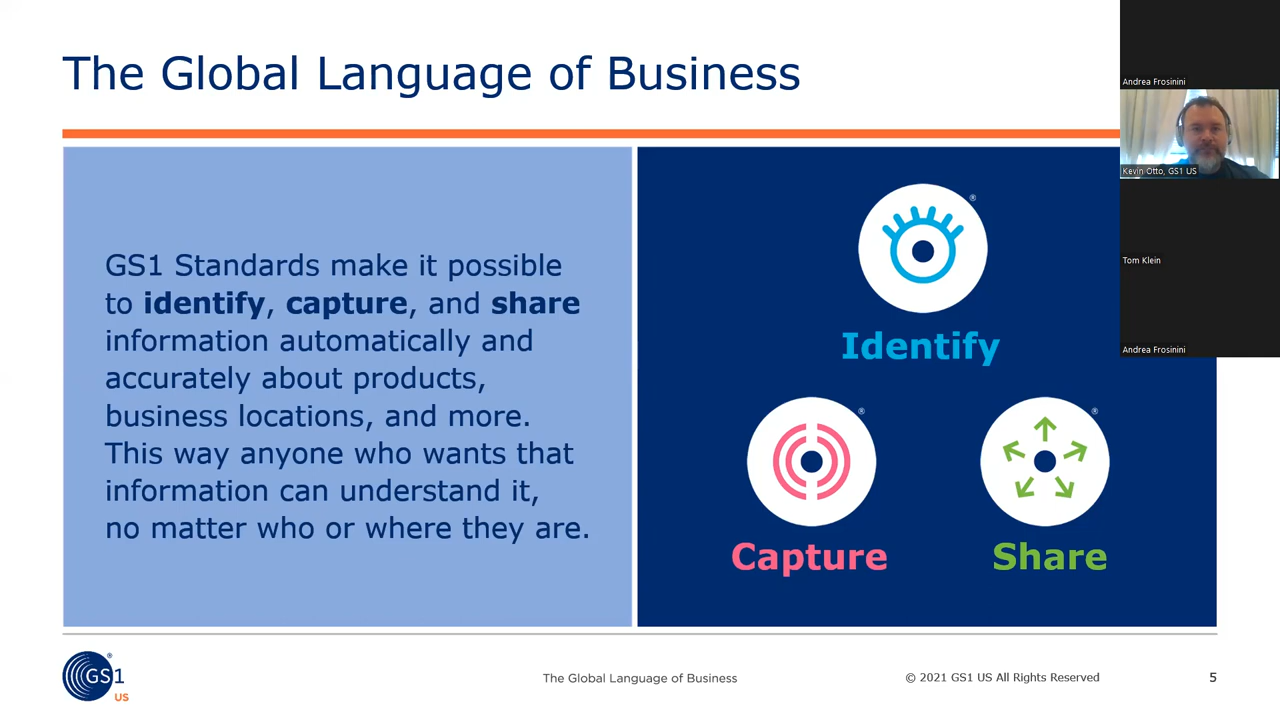 The Global Language of Business
GS1 Standards make it possible
to identify, capture, and share
information automatically and
accurately about products,
business locations, and more.
This way anyone who wants that
information can understand it,
no matter who or where they are.
®
Identify
®
Capture
®
Share
Andrea Frosinini
Kevin Otto, GS1 US
Tom Klein
Andrea Frosinini
GS1 ®
US
The Global Language of Business
© 2021 GS1 US All Rights Reserved
5